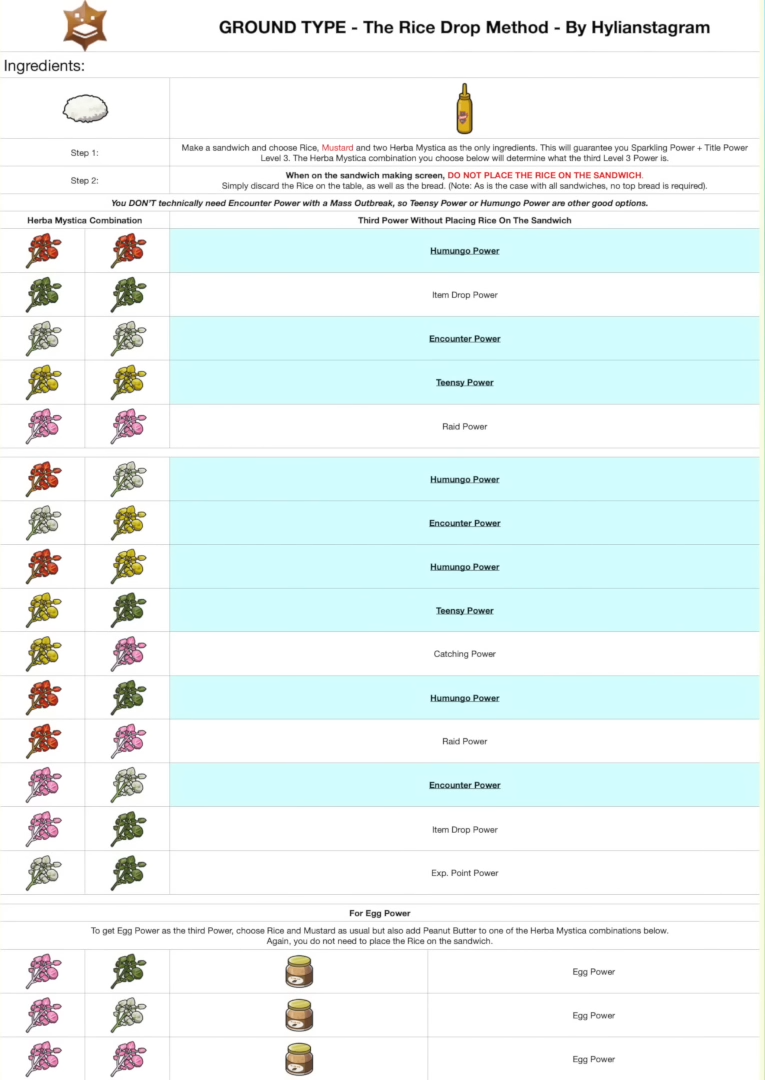 GROUND TYPE - The Rice Drop Method - By Hylianstagram
Ingredients:
Step 1:
Make a sandwich and choose Rice, Mustard and two Herba Mystica as the only ingredients. This will guarantee you Sparkling Power + Title Power
Level 3. The Herba Mystica combination you choose below will determine what the third Level 3 Power is.
Step 2:
When on the sandwich making screen, DO NOT PLACE THE RICE ON THE SANDWICH.
Simply discard the Rice on the table, as well as the bread. (Note: As is the case with all sandwiches, no top bread is required).
You DON'T technically need Encounter Power with a Mass Outbreak, so Teensy Power or Humungo Power are other good options.
Herba Mystica Combination
Third Power Without Placing Rice On The Sandwich
Humungo Power
Item Drop Power
Encounter Power
Teensy Power
Raid Power
Humungo Power
Encounter Power
Humungo Power
Teensy Power
Catching Power
Humungo Power
Raid Power
Encounter Power
Item Drop Power
Exp. Point Power
For Egg Power
To get Egg Power as the third Power, choose Rice and Mustard as usual but also add Peanut Butter to one of the Herba Mystica combinations below.
Again, you do not need to place the Rice on the sandwich.
Egg Power
Egg Power
Egg Power